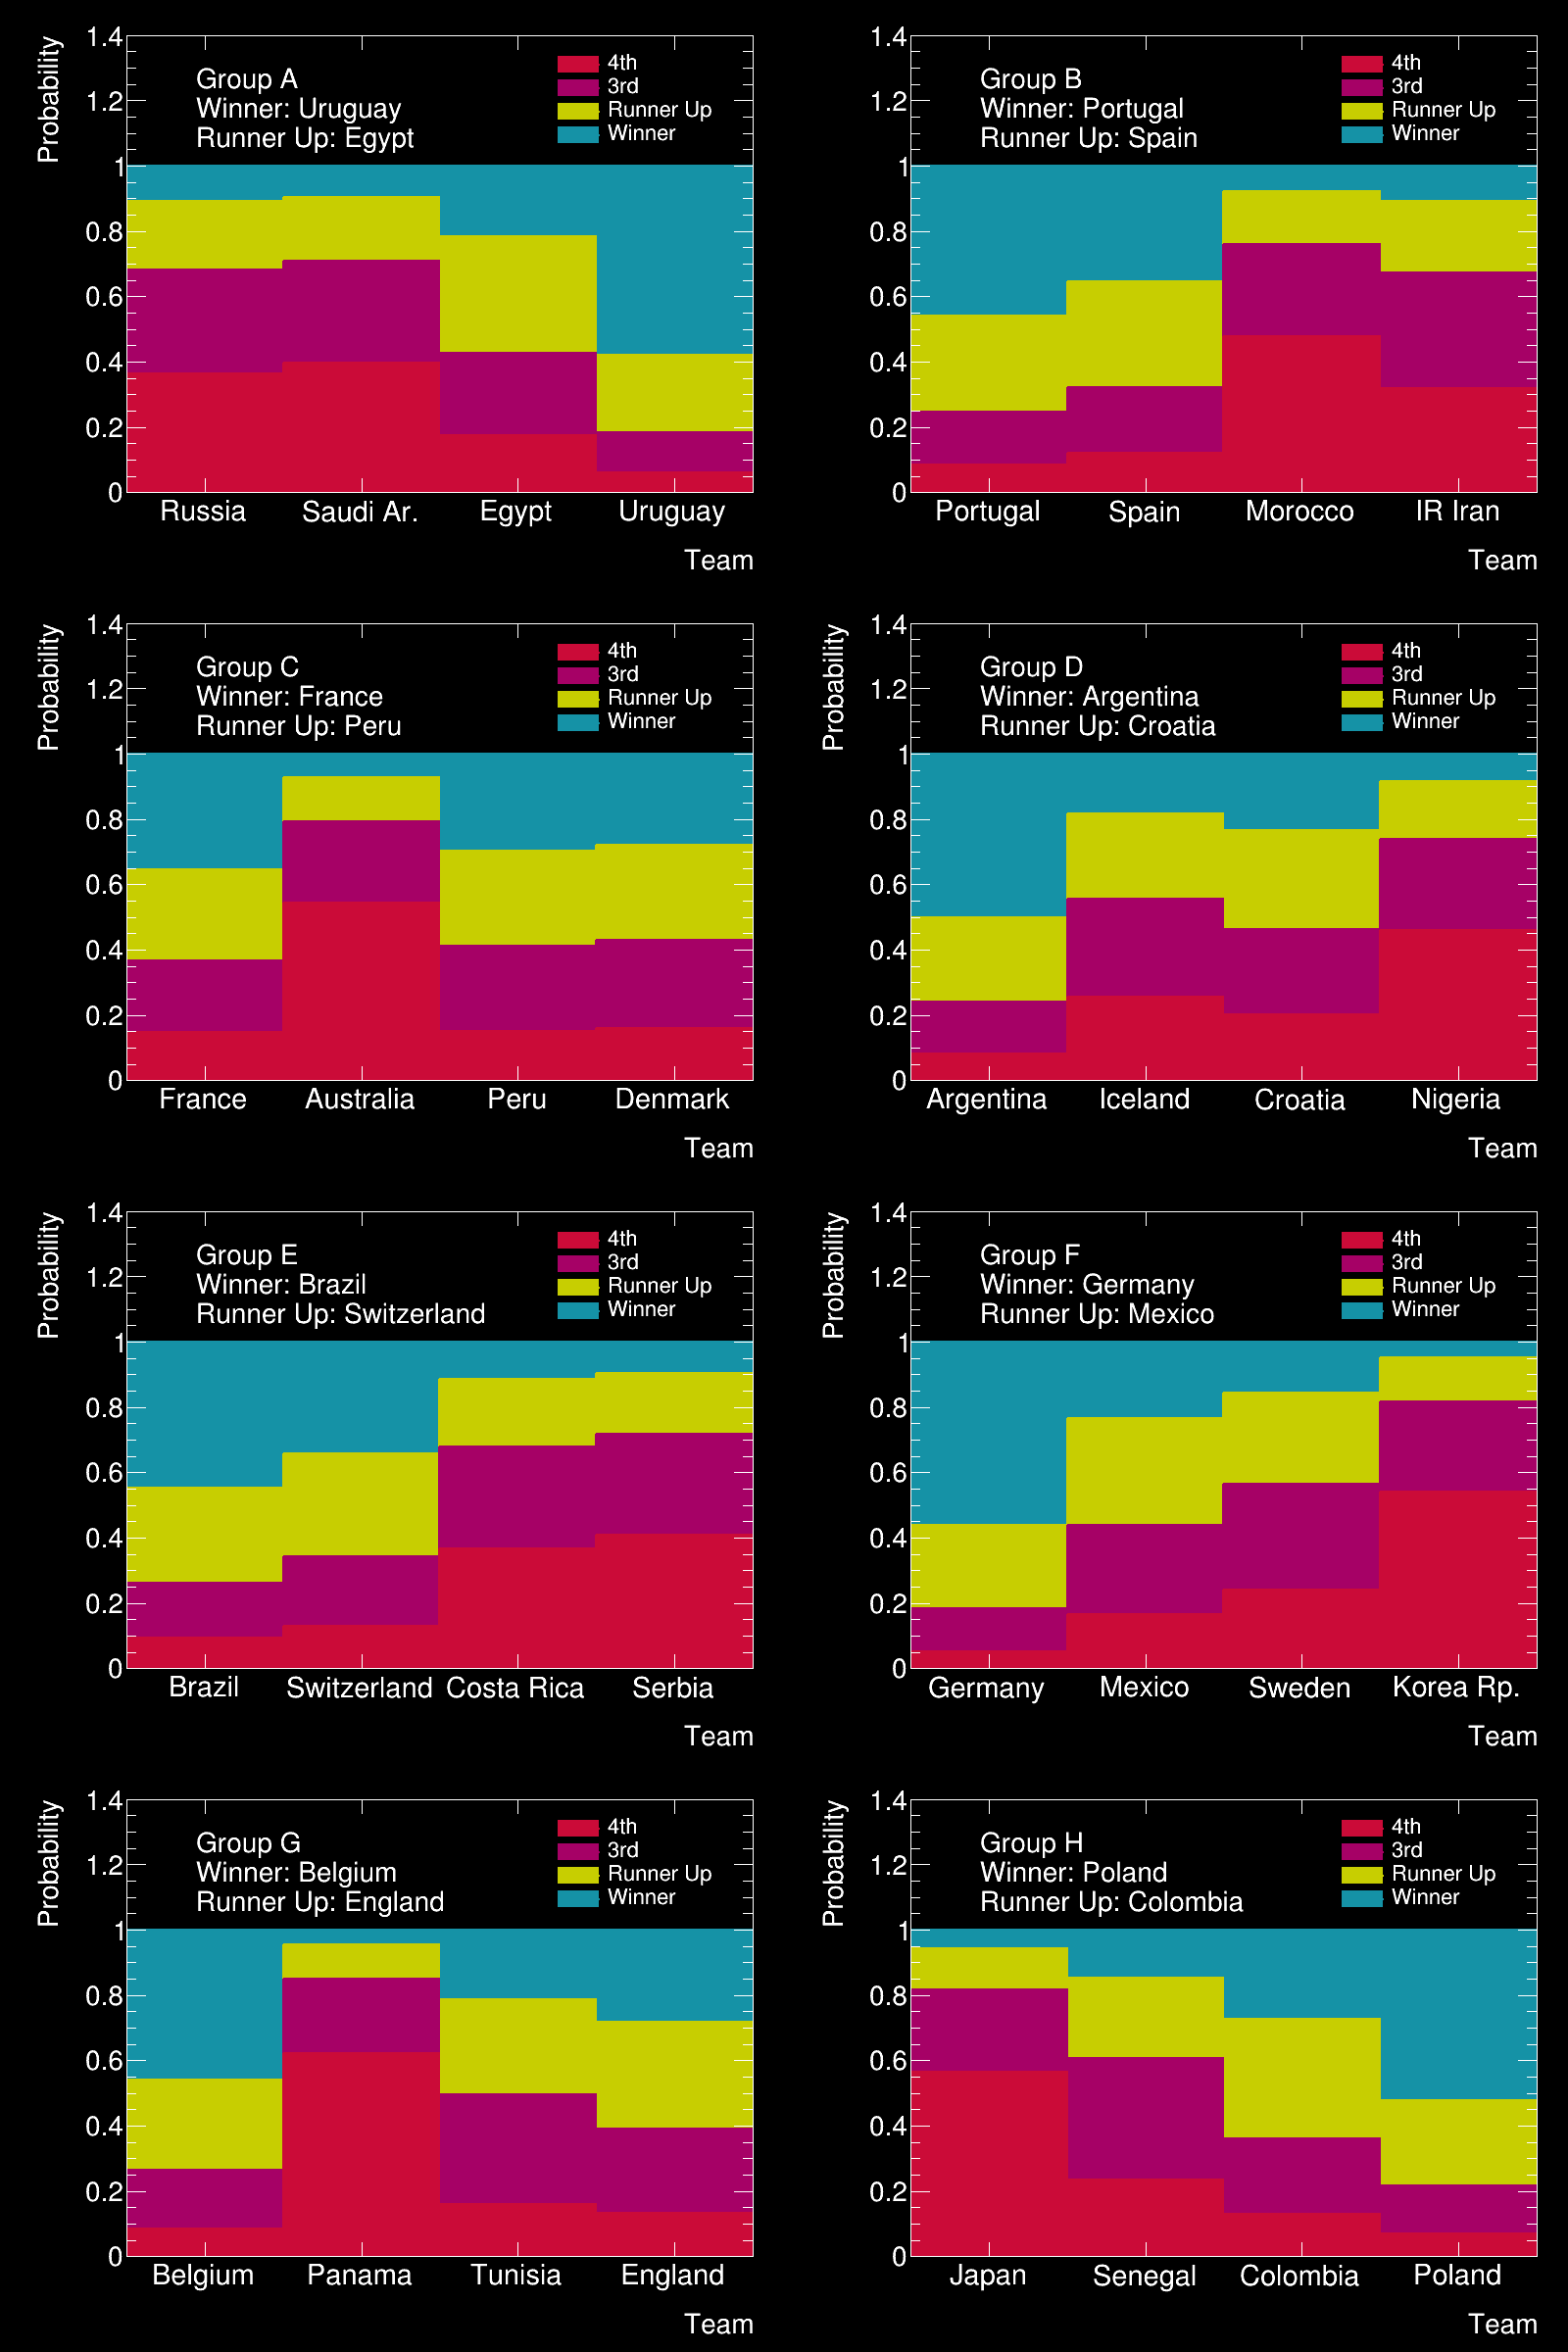 Probability
1.4
1.2
1
0.8
0.6
0.4
0.2
0
Group A
Winner: Uruguay
Runner Up: Egypt
4th
3rd
Runner Up
Winner
Russia Saudi Ar. Egypt Uruguay
Team
Probability
1.4
1.2
1
0.8
0.6
0.4
0.2
0
Group B
Winner: Portugal
Runner Up: Spain
4th
3rd
Runner Up
Winner
Portugal Spain Morocco IR Iran
Team
Probability
1.4
1.2
1
0.8
0.6
0.4
0.2
0
Group C
Winner: France
Runner Up: Peru
4th
3rd
Runner Up
Winner
France Australia Peru Denmark
Team
Probability
1.4
1.2
1
0.8
0.6
0.4
0.2
0
Group D
Winner: Argentina
Runner Up: Croatia
4th
3rd
Runner Up
Winner
Argentina Iceland Croatia Nigeria
Team
Probability
1.4
1.2
1
0.8
0.6
0.4
0.2
0
Group E
Winner: Brazil
Runner Up: Switzerland
4th
3rd
Runner Up
Winner
Brazil Switzerland Costa Rica Serbia
Team
Probability
1.4
1.2
1
0.8
0.6
0.4
0.2
0
Group F
Winner: Germany
Runner Up: Mexico
4th
3rd
Runner Up
Winner
Germany Mexico Sweden Korea Rp.
Team
Probability
1.4
1.2
1
0.8
0.6
0.4
0.2
0
Group G
Winner: Belgium
Runner Up: England
4th
3rd
Runner Up
Winner
Belgium Panama Tunisia England
Team
Probability
1.4
1.2
1
0.8
0.6
0.4
0.2
0
Group H
Winner: Poland
Runner Up: Colombia
4th
3rd
Runner Up
Winner
Japan Senegal Colombia Poland
Team